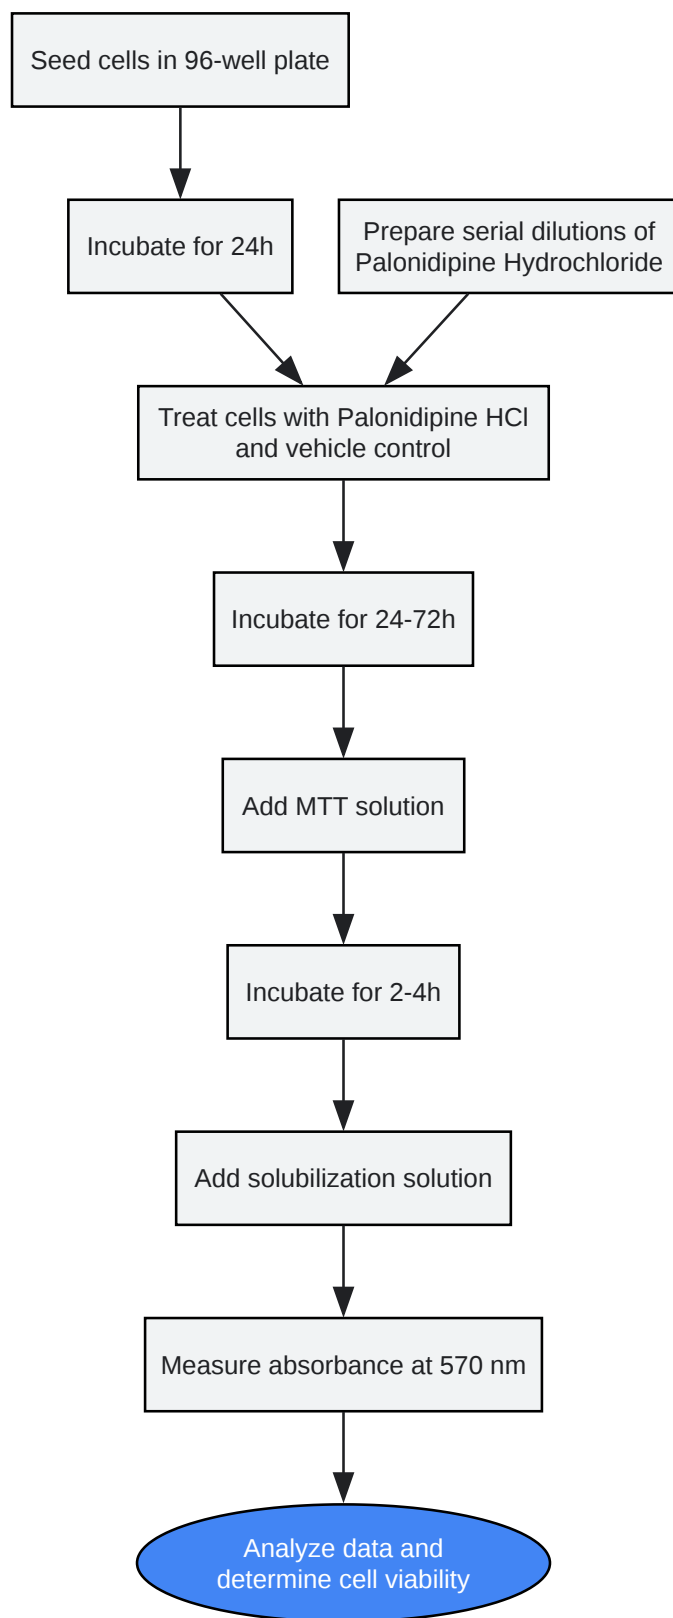 Seed cells in 96-well plate
Incubate for 24h
Prepare serial dilutions of
Palonidipine Hydrochloride
Treat cells with Palonidipine HCl
and vehicle control
Incubate for 24-72h
Add MTT solution
Incubate for 2-4h
Add solubilization solution
Measure absorbance at 570 nm
Analyze data and
determine cell viability